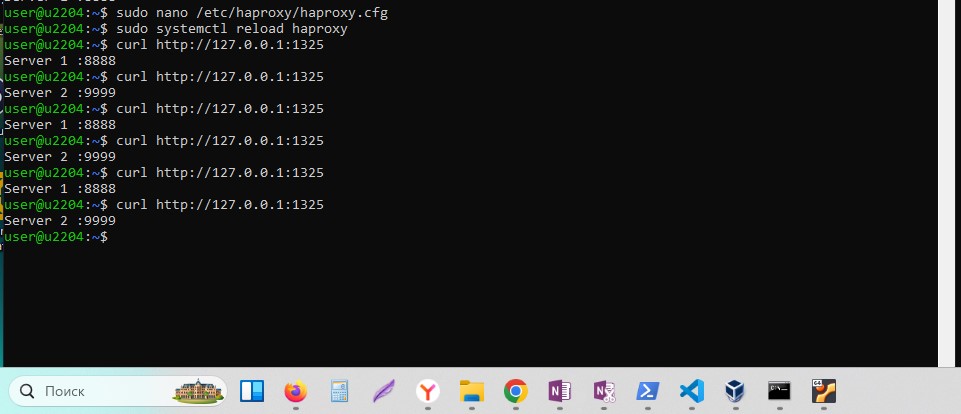 user@u2204:~$ sudo nano /etc/haproxy/haproxy.cfg
user@u2204:~$ sudo systemctl reload haproxy
user@u2204:~$ curl http://127.0.0.1:1325
Server 1 :8888
user@u2204:~$ curl http://127.0.0.1:1325
Server 2 :9999
user@u2204:~$ curl http://127.0.0.1:1325
Server 1 :8888
user@u2204:~$ curl http://127.0.0.1:1325
Server 2 :9999
user@u2204:~$ curl http://127.0.0.1:1325
Server 1 :8888
user@u2204:~$ curl http://127.0.0.1:1325
Server 2 :9999
user@u2204:~$
Поиск